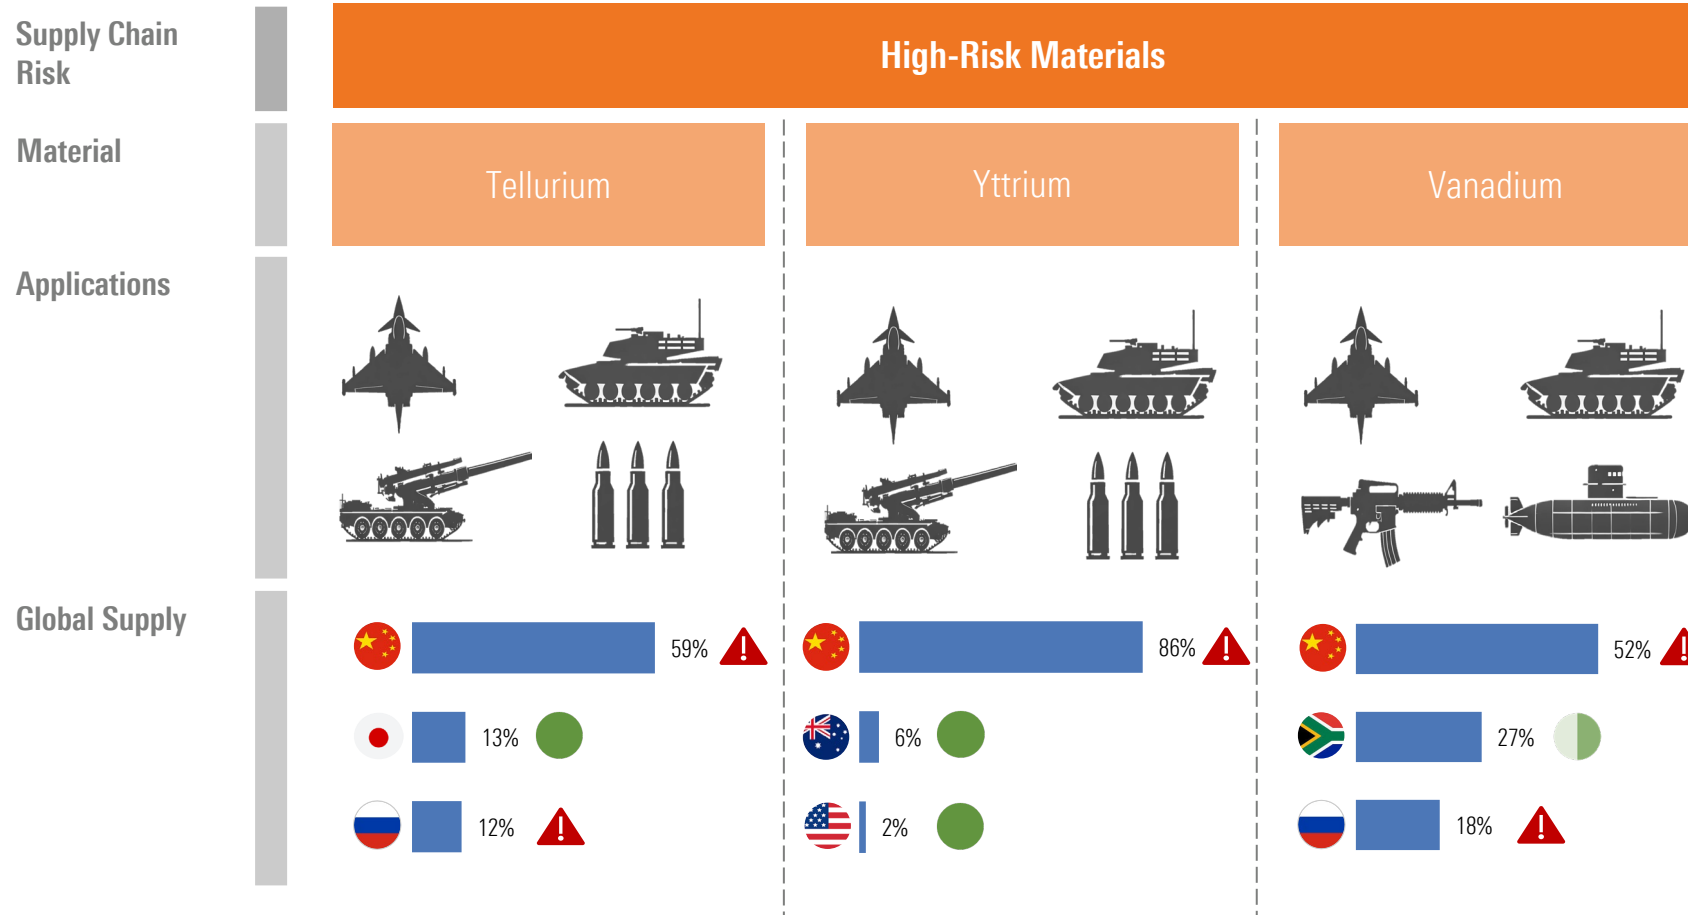 Supply Chain
Risk
High-Risk Materials
Material
Tellurium
Yttrium
Vanadium
Applications
Global Supply
59%
86%
52%
13%
6%
27%
12%
2%
18%